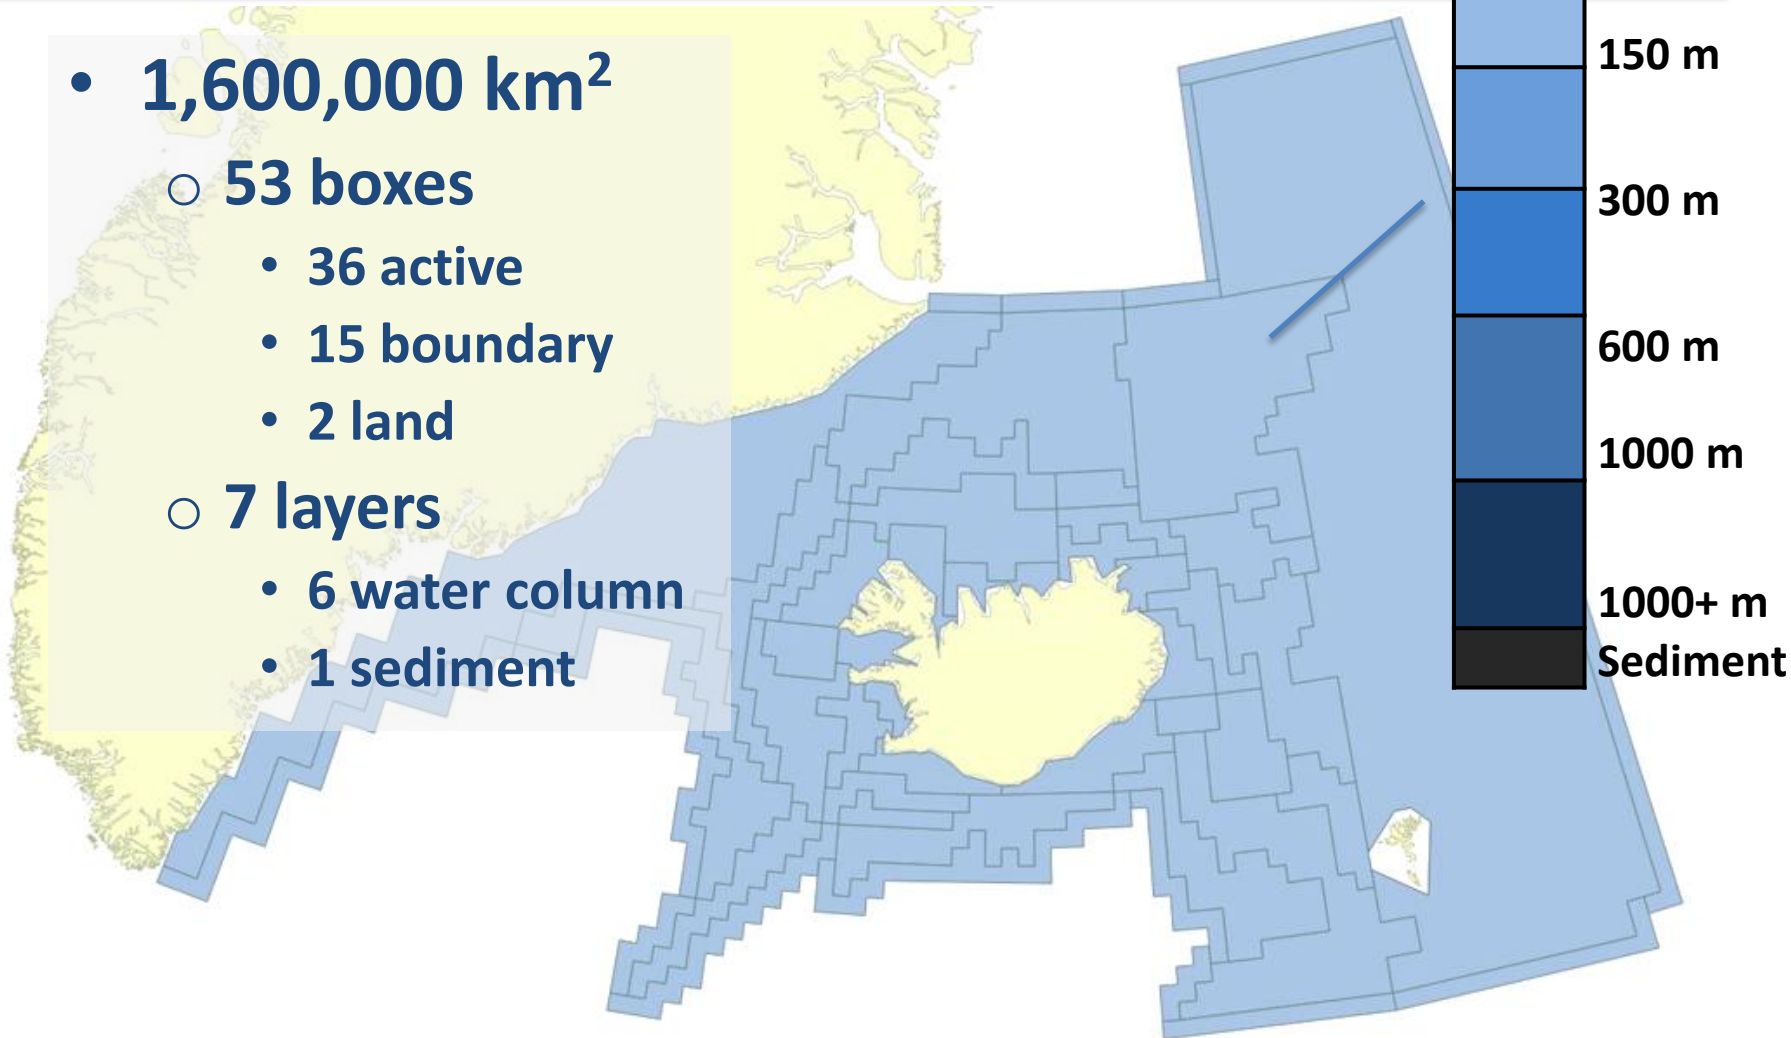 • 1,600,000 km²
○ 53 boxes
• 36 active
• 15 boundary
• 2 land
○ 7 layers
• 6 water column
• 1 sediment
150 m
300 m
600 m
1000 m
1000+ m
Sediment